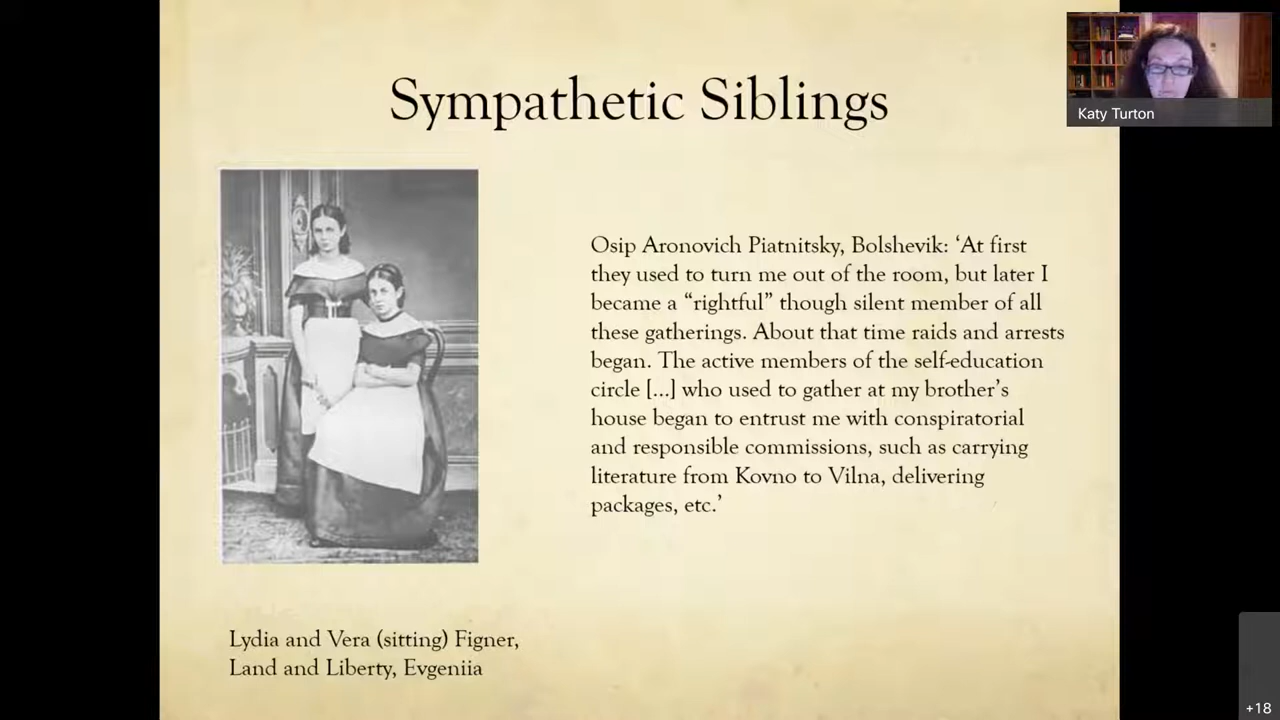 Sympathetic Siblings
Katy Turton
Osip Aronovich Piatnitsky, Bolshevik: ‘At first
they used to turn me out of the room, but later I
became a “rightful” though silent member of all
these gatherings. About that time raids and arrests
began. The active members of the self-education
circle [...] who used to gather at my brother’s
house began to entrust me with conspiratorial
and responsible commissions, such as carrying
literature from Kovno to Vilna, delivering
packages, etc.’
Lydia and Vera (sitting) Figner,
Land and Liberty, Evgeniia
+18